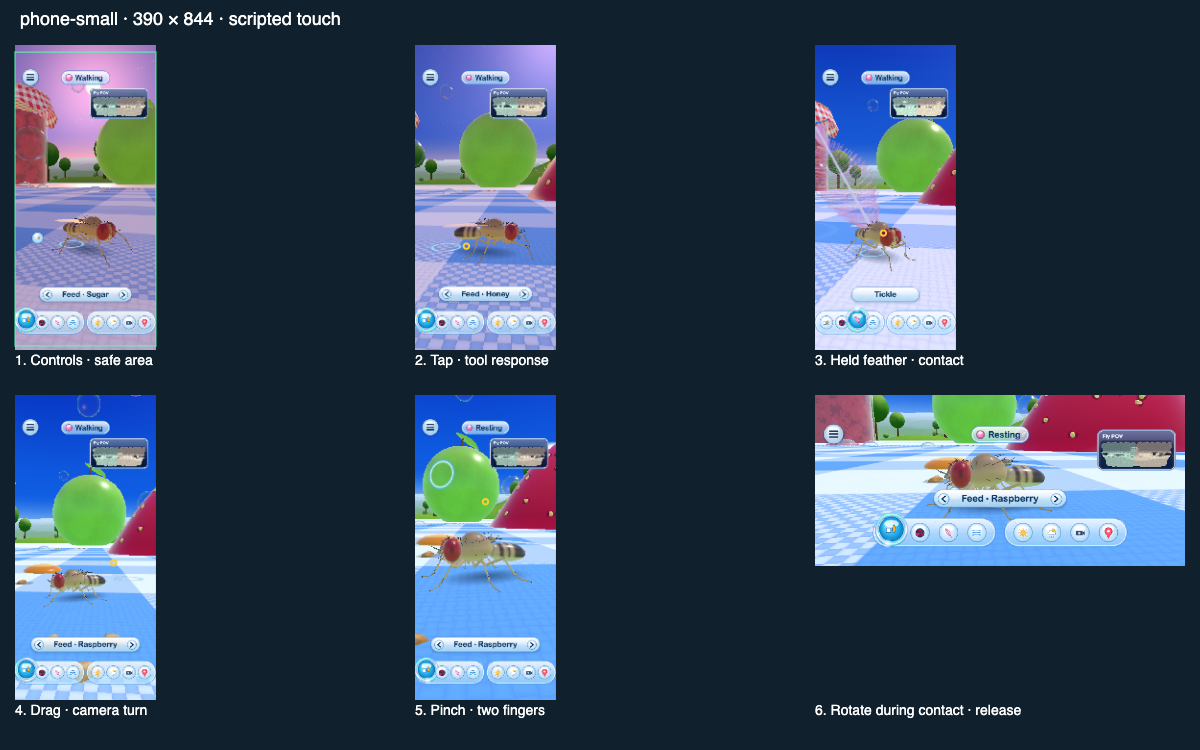 phone-small · 390 × 844 · scripted touch
Walking
Fly POV
Feed · Sugar
1. Controls · safe area
Walking
Fly POV
Feed · Honey
2. Tap · tool response
Walking
Fly POV
Tickle
3. Held feather · contact
Walking
Fly POV
Feed · Raspberry
4. Drag · camera turn
Resting
Fly POV
Feed · Raspberry
5. Pinch · two fingers
Resting
Fly POV
Feed · Raspberry
6. Rotate during contact · release